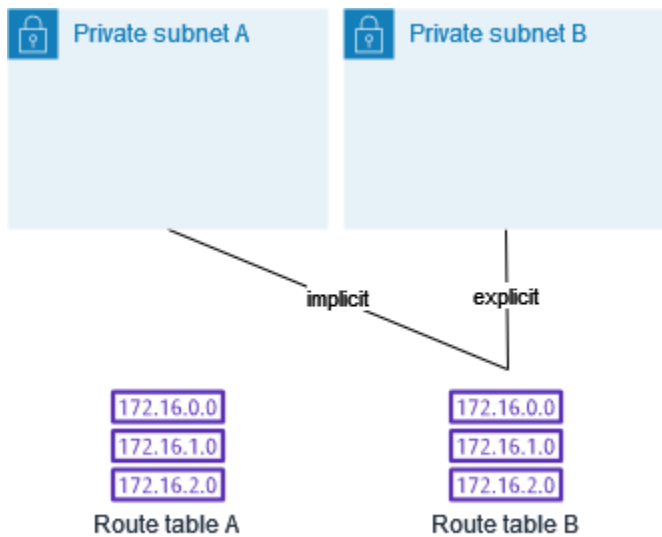 Private subnet A
Private subnet B
implicit
explicit
172.16.0.0
172.16.1.0
172.16.2.0
Route table A
172.16.0.0
172.16.1.0
172.16.2.0
Route table B